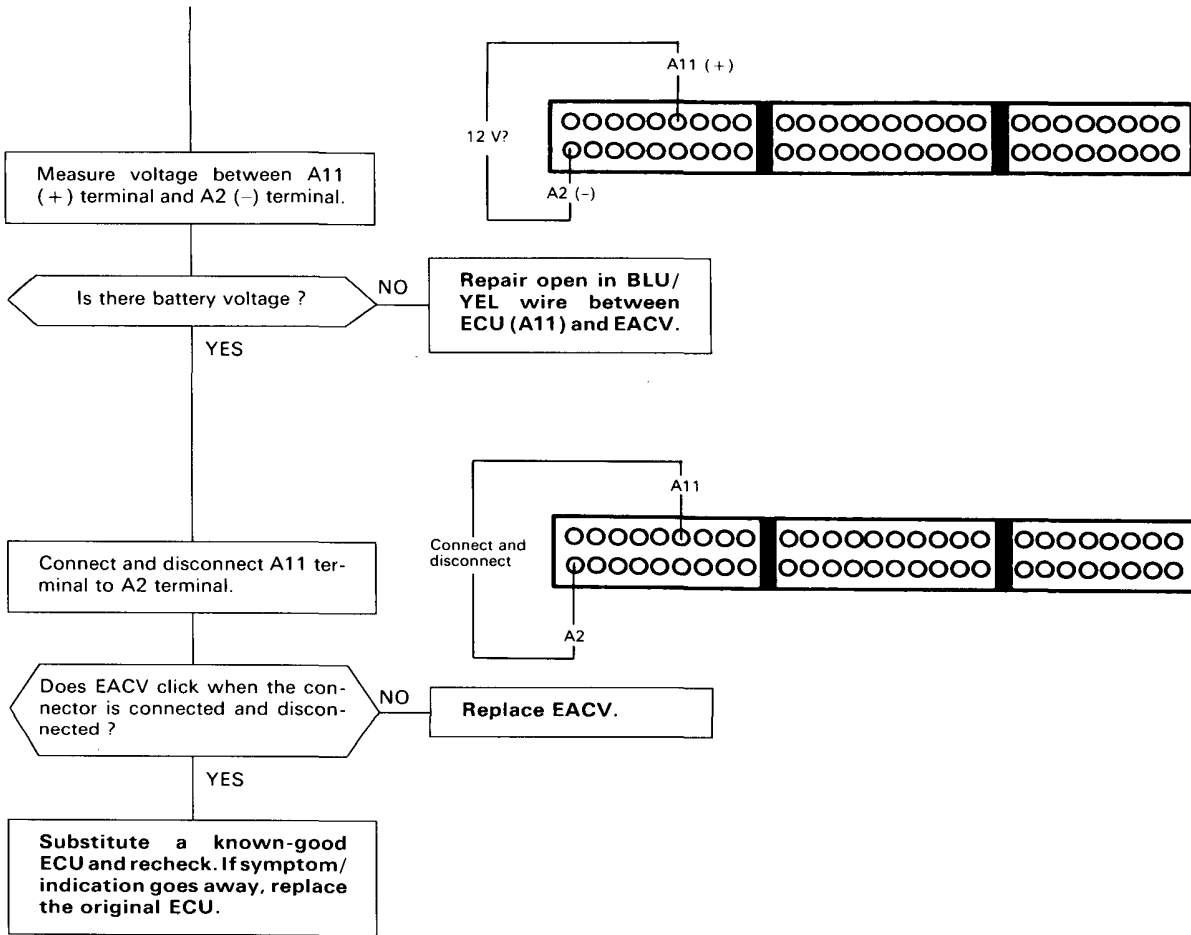 A11 (+)
12 V?
A2 (–)
Measure voltage between A11
(+) terminal and A2 (–) terminal.
Is there battery voltage ?
NO
Repair open in BLU/
YEL wire between
ECU (A11) and EACV.
YES
A11
Connect and
disconnect
A2
Connect and disconnect A11 ter-
minal to A2 terminal.
Does EACV click when the con-
nector is connected and discon-
nected ?
NO
Replace EACV.
YES
Substitute a known-good
ECU and recheck. If symptom/
indication goes away, replace
the original ECU.